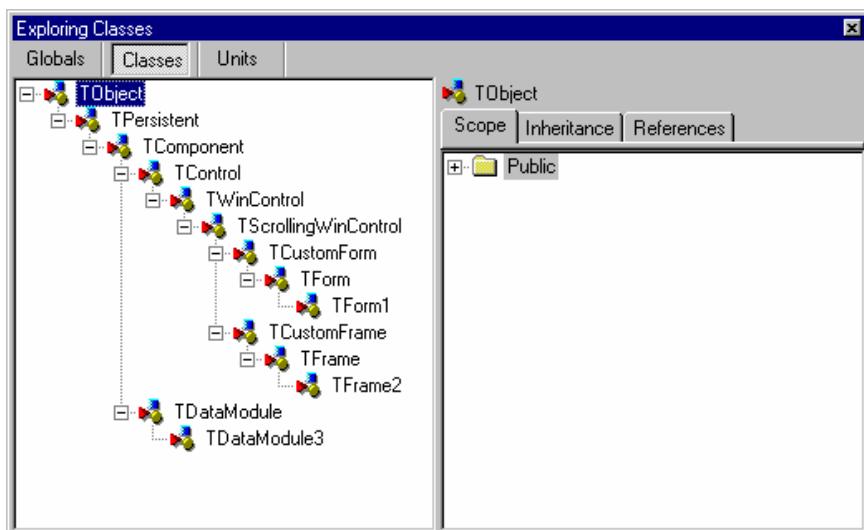 Exploring Classes
Globals Classes Units
TObject
TPersistent
TComponent
TControl
TWinControl
TScrollingWinControl
TCustomForm
TForm
TForm1
TCustomFrame
TFrame
TFrame2
TDataModule
TDataModule3
TObject
Scope Inheritance References
Public